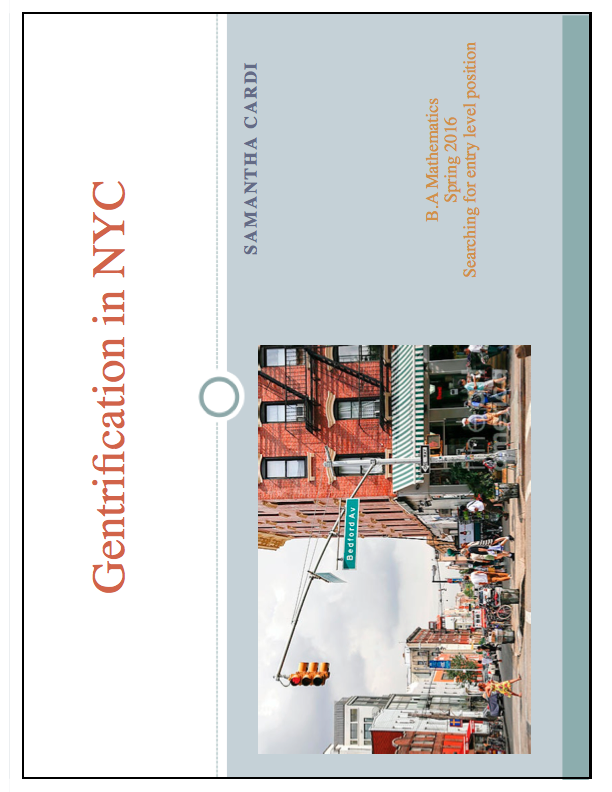 Gentrification in NYC
SAMANTHA CARDI
B.A Mathematics
Spring 2016
Searching for entry level position
Bedford Av